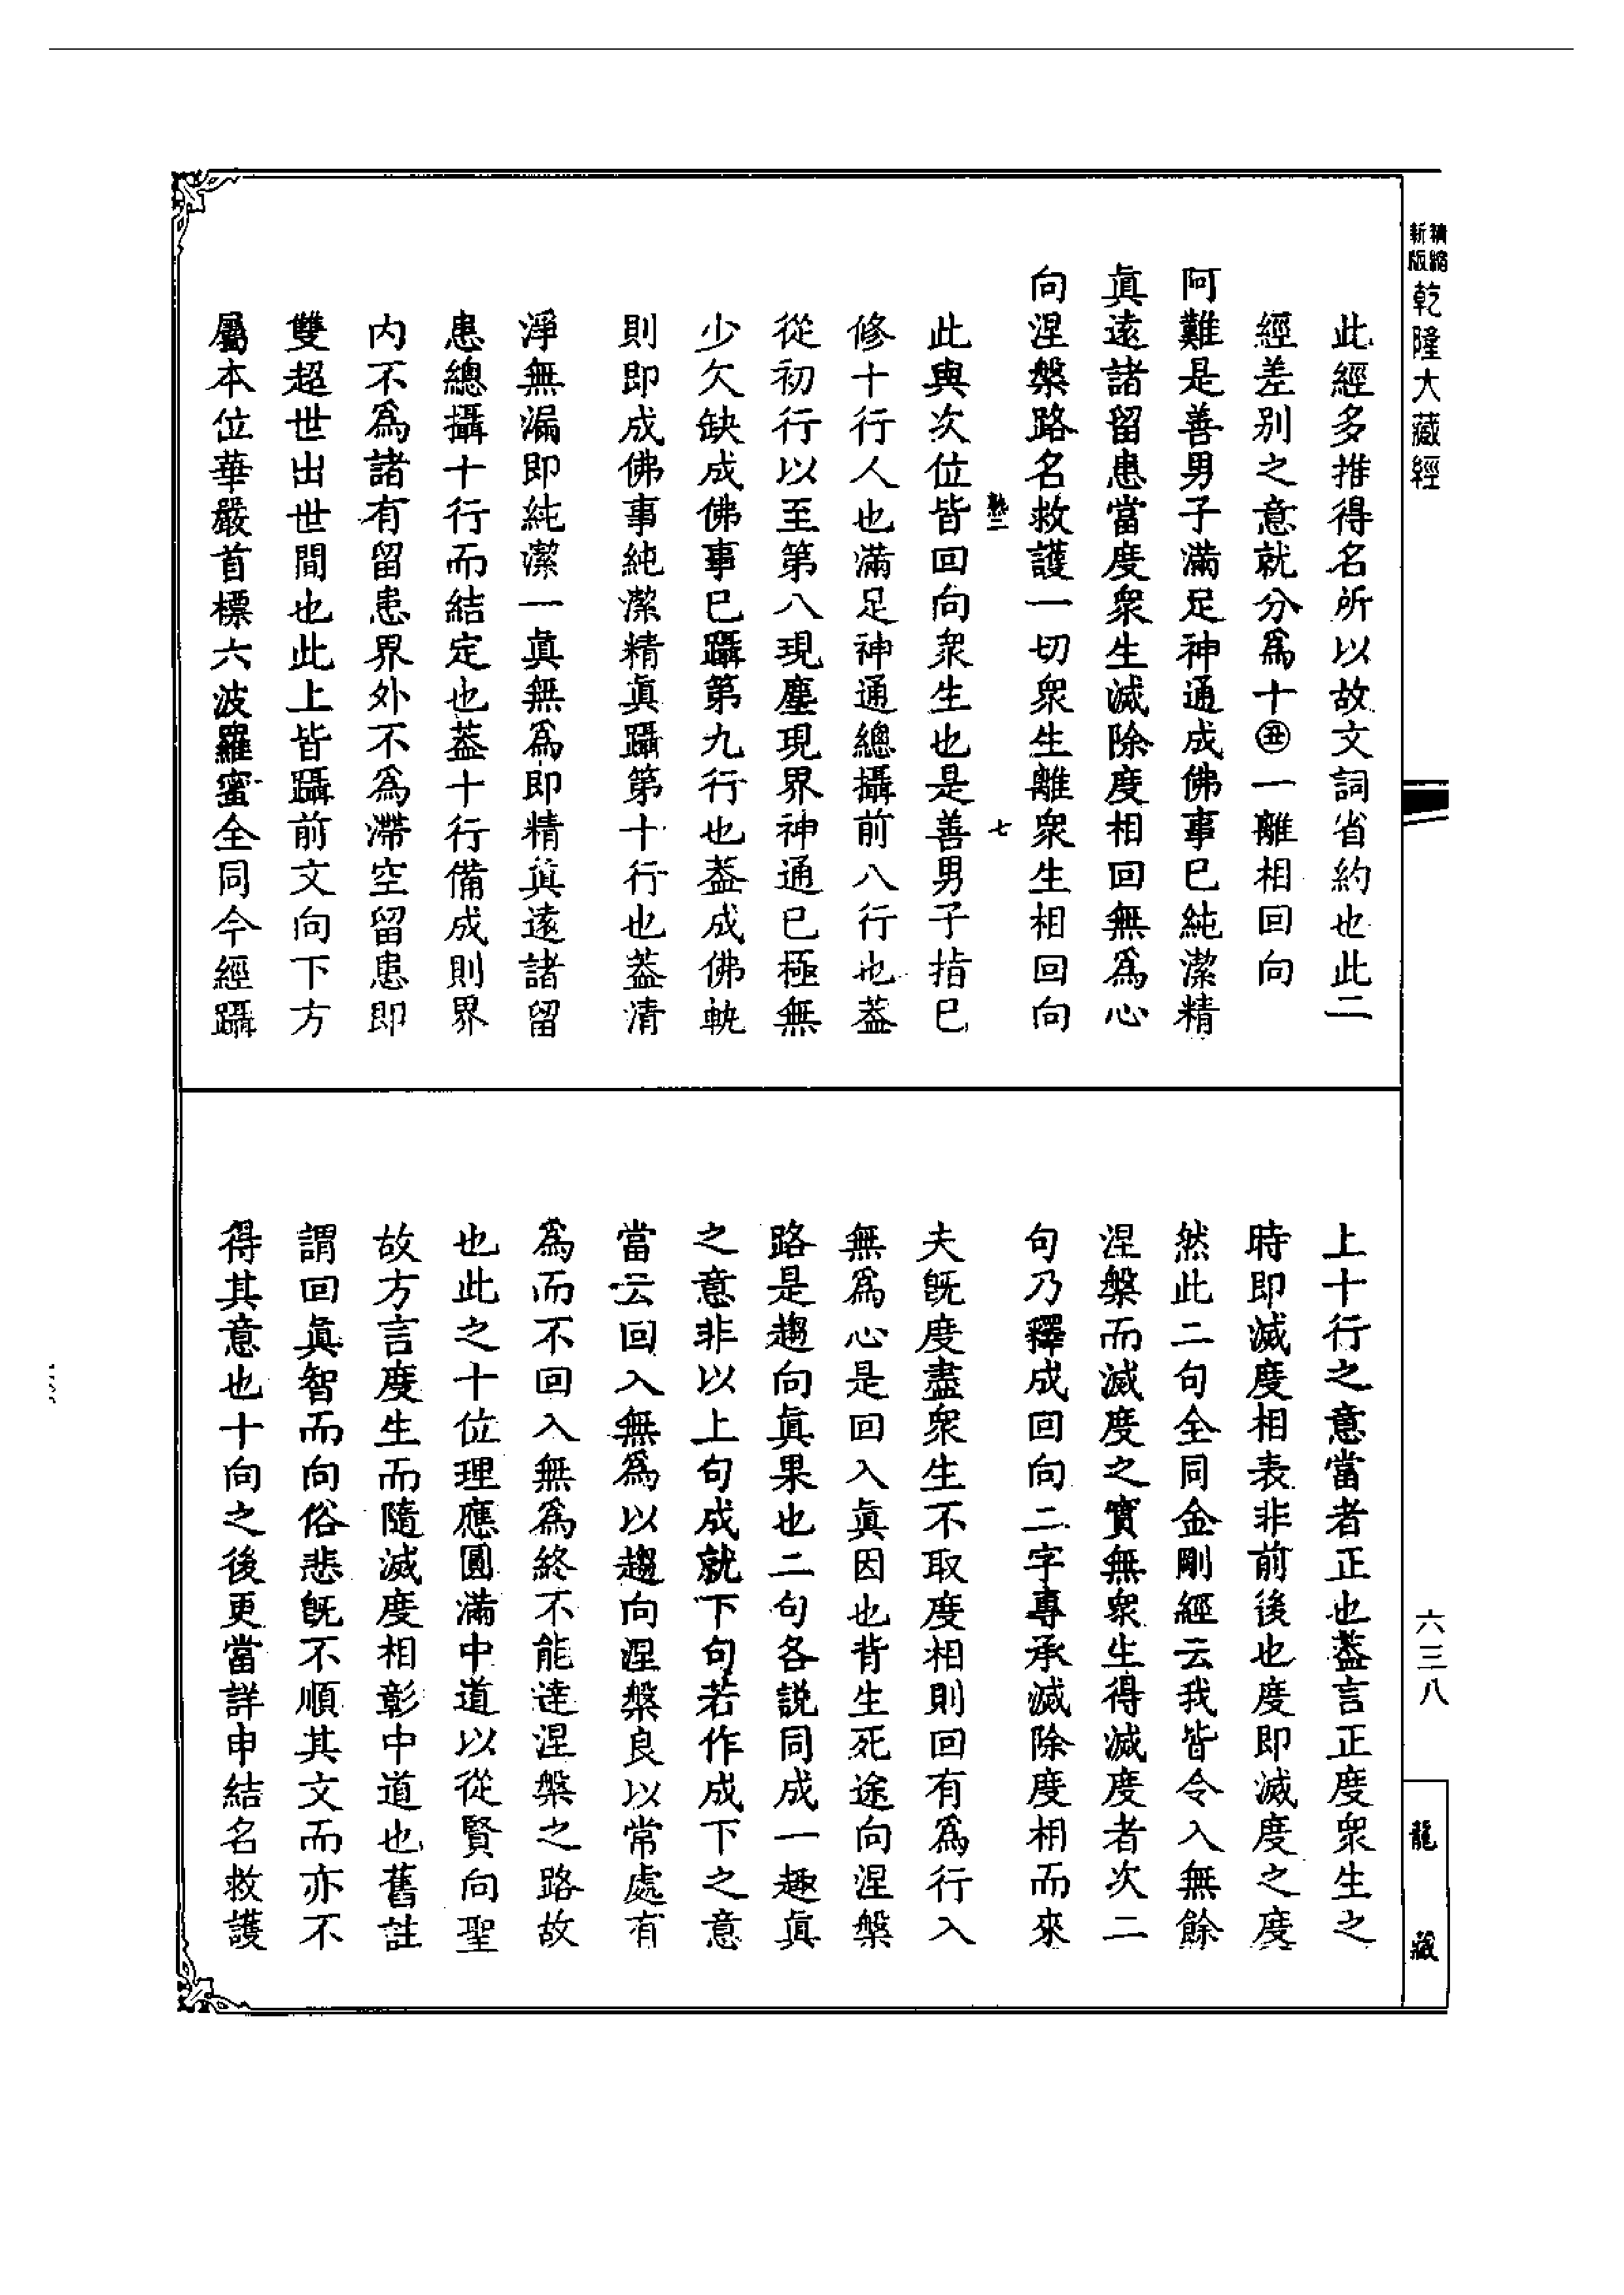 精縮新版乾隆大藏經
此經多推得名所以故文詞省約也此二
經差别之意就分爲十㊄一離相回向
阿難是善男子滿足神通成佛事巳純潔精
眞遠諸留患當度衆生滅除度相回無爲心
向涅槃路名救護一切衆生離衆生相回向
此與次位皆回向衆生也是善男子指巳
修十行人也滿足神通總攝前八行也葢
從初行以至第八現塵現界神通巳極無
少欠缺成佛事巳躡第九行也葢成佛軌
則即成佛事純潔精眞躡第十行也葢清
淨無漏即純潔一眞無爲即精眞遠諸留
患總攝十行而結定也葢十行備成則界
内不爲諸有留患界外不爲滯空留患即
雙超世出世間也此上皆躡前文向下方
屬本位華嚴首標六波羅蜜全同今經躡
上十行之意當者正也葢言正度衆生之
時即滅度相表非前後也度即滅度之度
然此二句全同金剛經云我皆令入無餘
涅槃而滅度之實無衆生得滅度者次二
句乃釋成回向二字專承滅除度相而來
夫旣度盡衆生不取度相則回有爲行入
無爲心是回入眞因也背生死途向涅槃
路是趨向眞果也二句各説同成一趣眞
之意非以上句成就下句若作成下之意
當云回入無爲以趨向涅槃良以常處有
爲而不回入無爲終不能達涅槃之路故
也此之十位理應圓滿中道以從賢向聖
故方言度生而隨滅度相彰中道也舊註
謂回眞智而向俗悲旣不順其文而亦不
得其意也十向之後更當詳申結名救護
七
六三八
龍藏